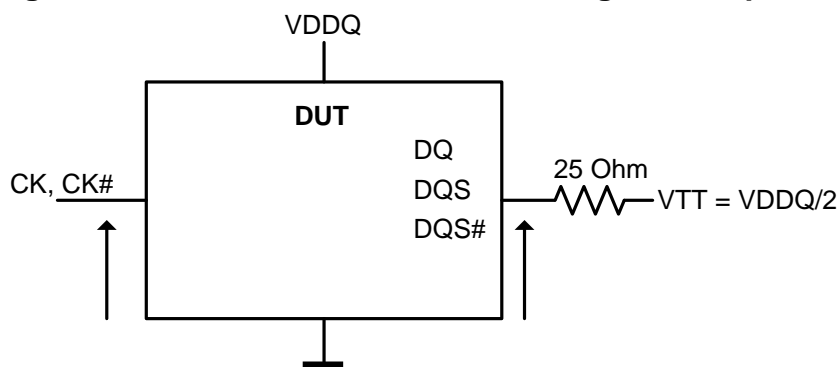 VDDQ
DUT
DQ
CK, CK#
DQS
DQS#
25 Ohm
VTT = VDDQ/2